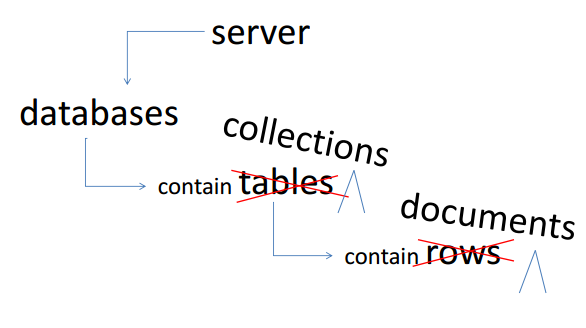 server
databases
collections
contain tables
documents
contain rows